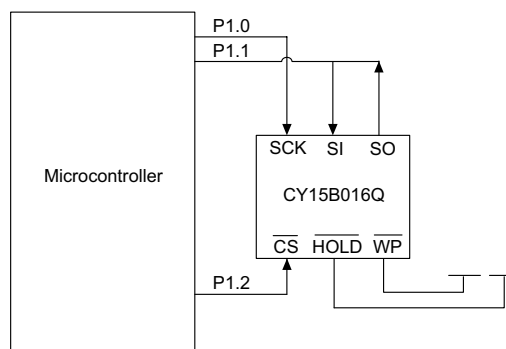 P1.0
P1.1
SCK SI SO
Microcontroller
CY15B016Q
CS HOLD WP
P1.2